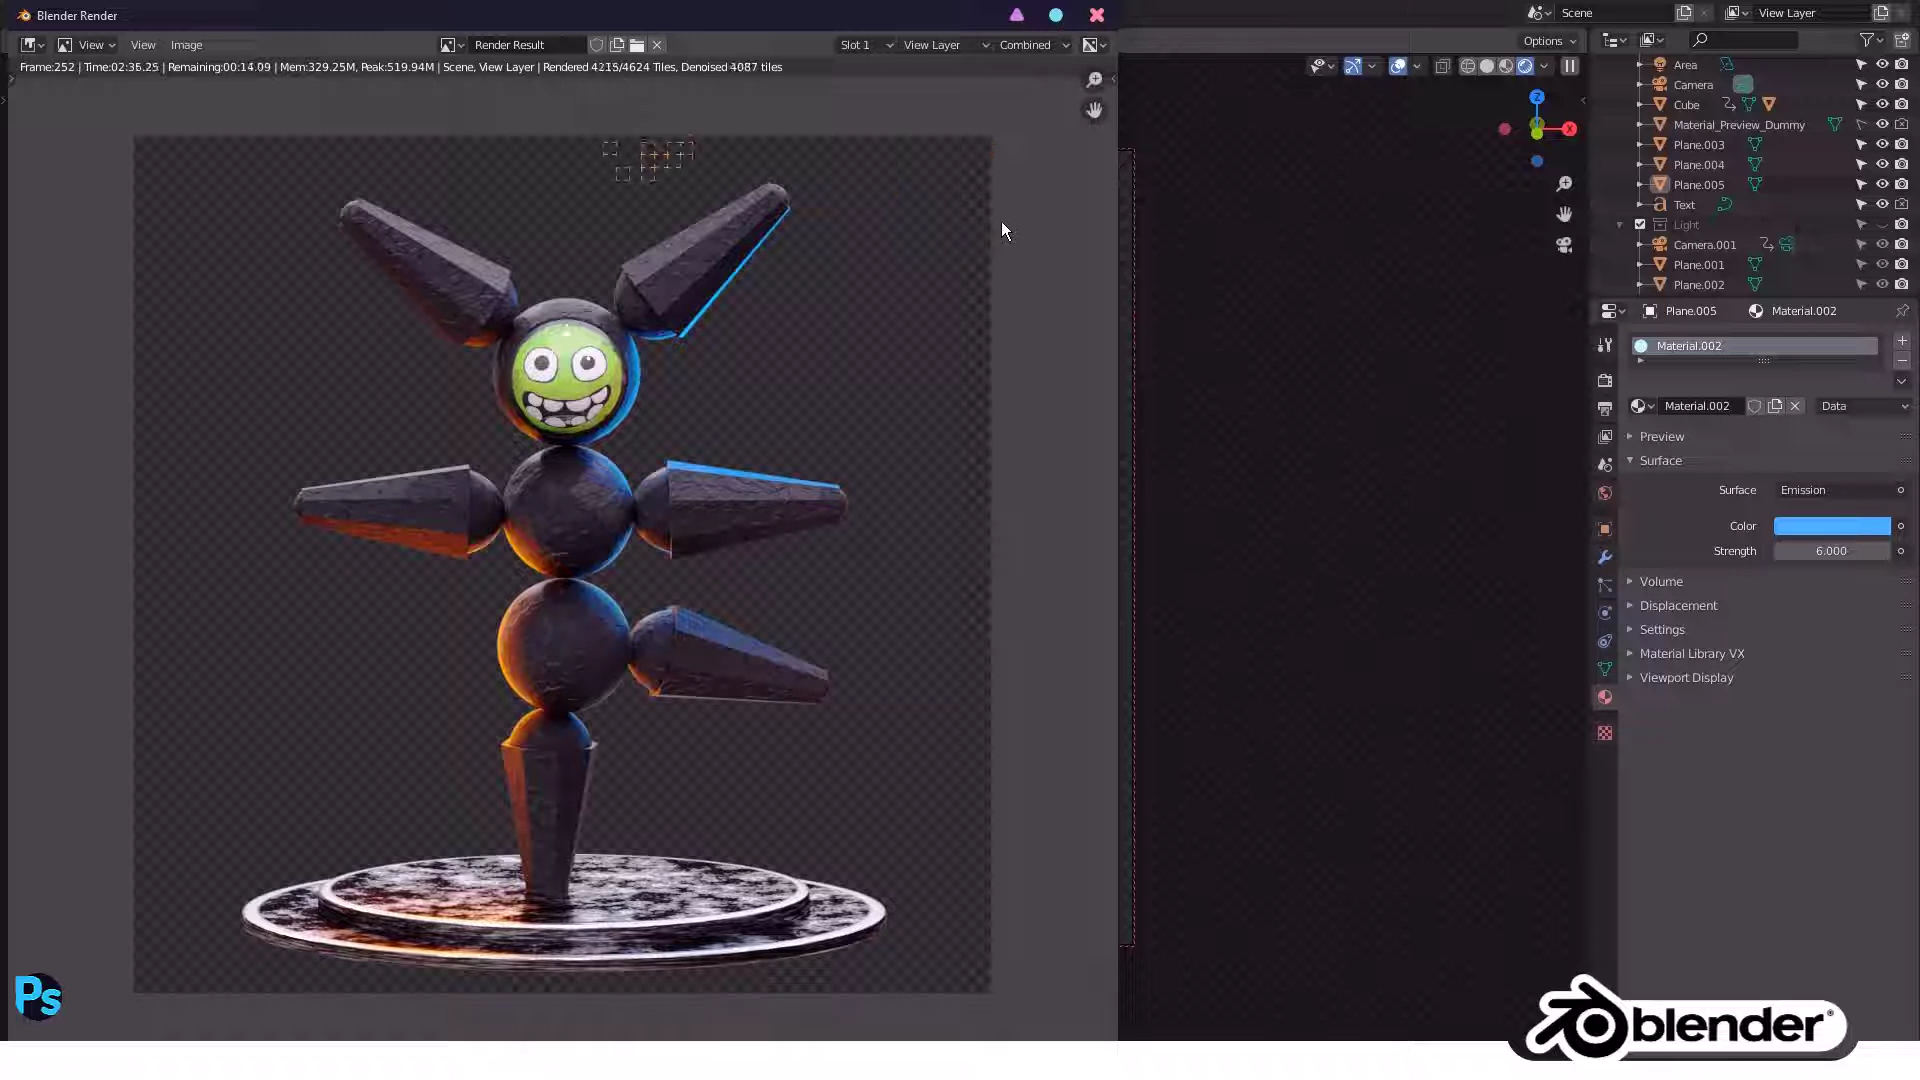 Blender Render
Scene
View Layer
View
View
Image
Render Result
Slot 1
View Layer
Combined
Options
Frame:252 | Time:02:36.25 | Remaining:00:14.09 | Mem:329.25M, Peak:519.94M | Scene, View Layer | Rendered 4215/4624 Tiles, Denoised 4087 tiles
Area
Camera
Cube
Material_Preview_Dummy
Plane.003
Plane.004
Plane.005
Text
Light
Camera.001
Plane.001
Plane.002
Z
X
Plane.005
Material.002
Material.002
Material.002
Data
Preview
Surface
Surface
Emission
Color
Strength
6.000
Volume
Displacement
Settings
Material Library VX
Viewport Display
Ps
blender®